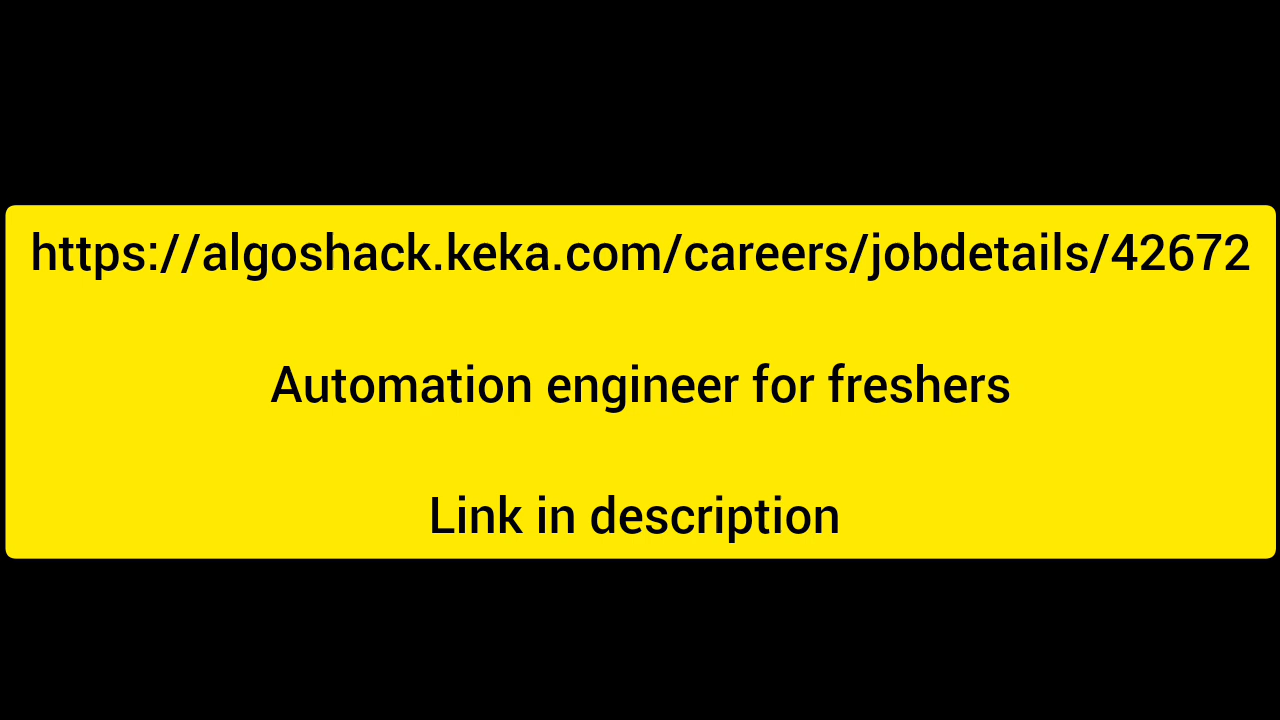 https://algoshack.keka.com/careers/jobdetails/42672
Automation engineer for freshers
Link in description